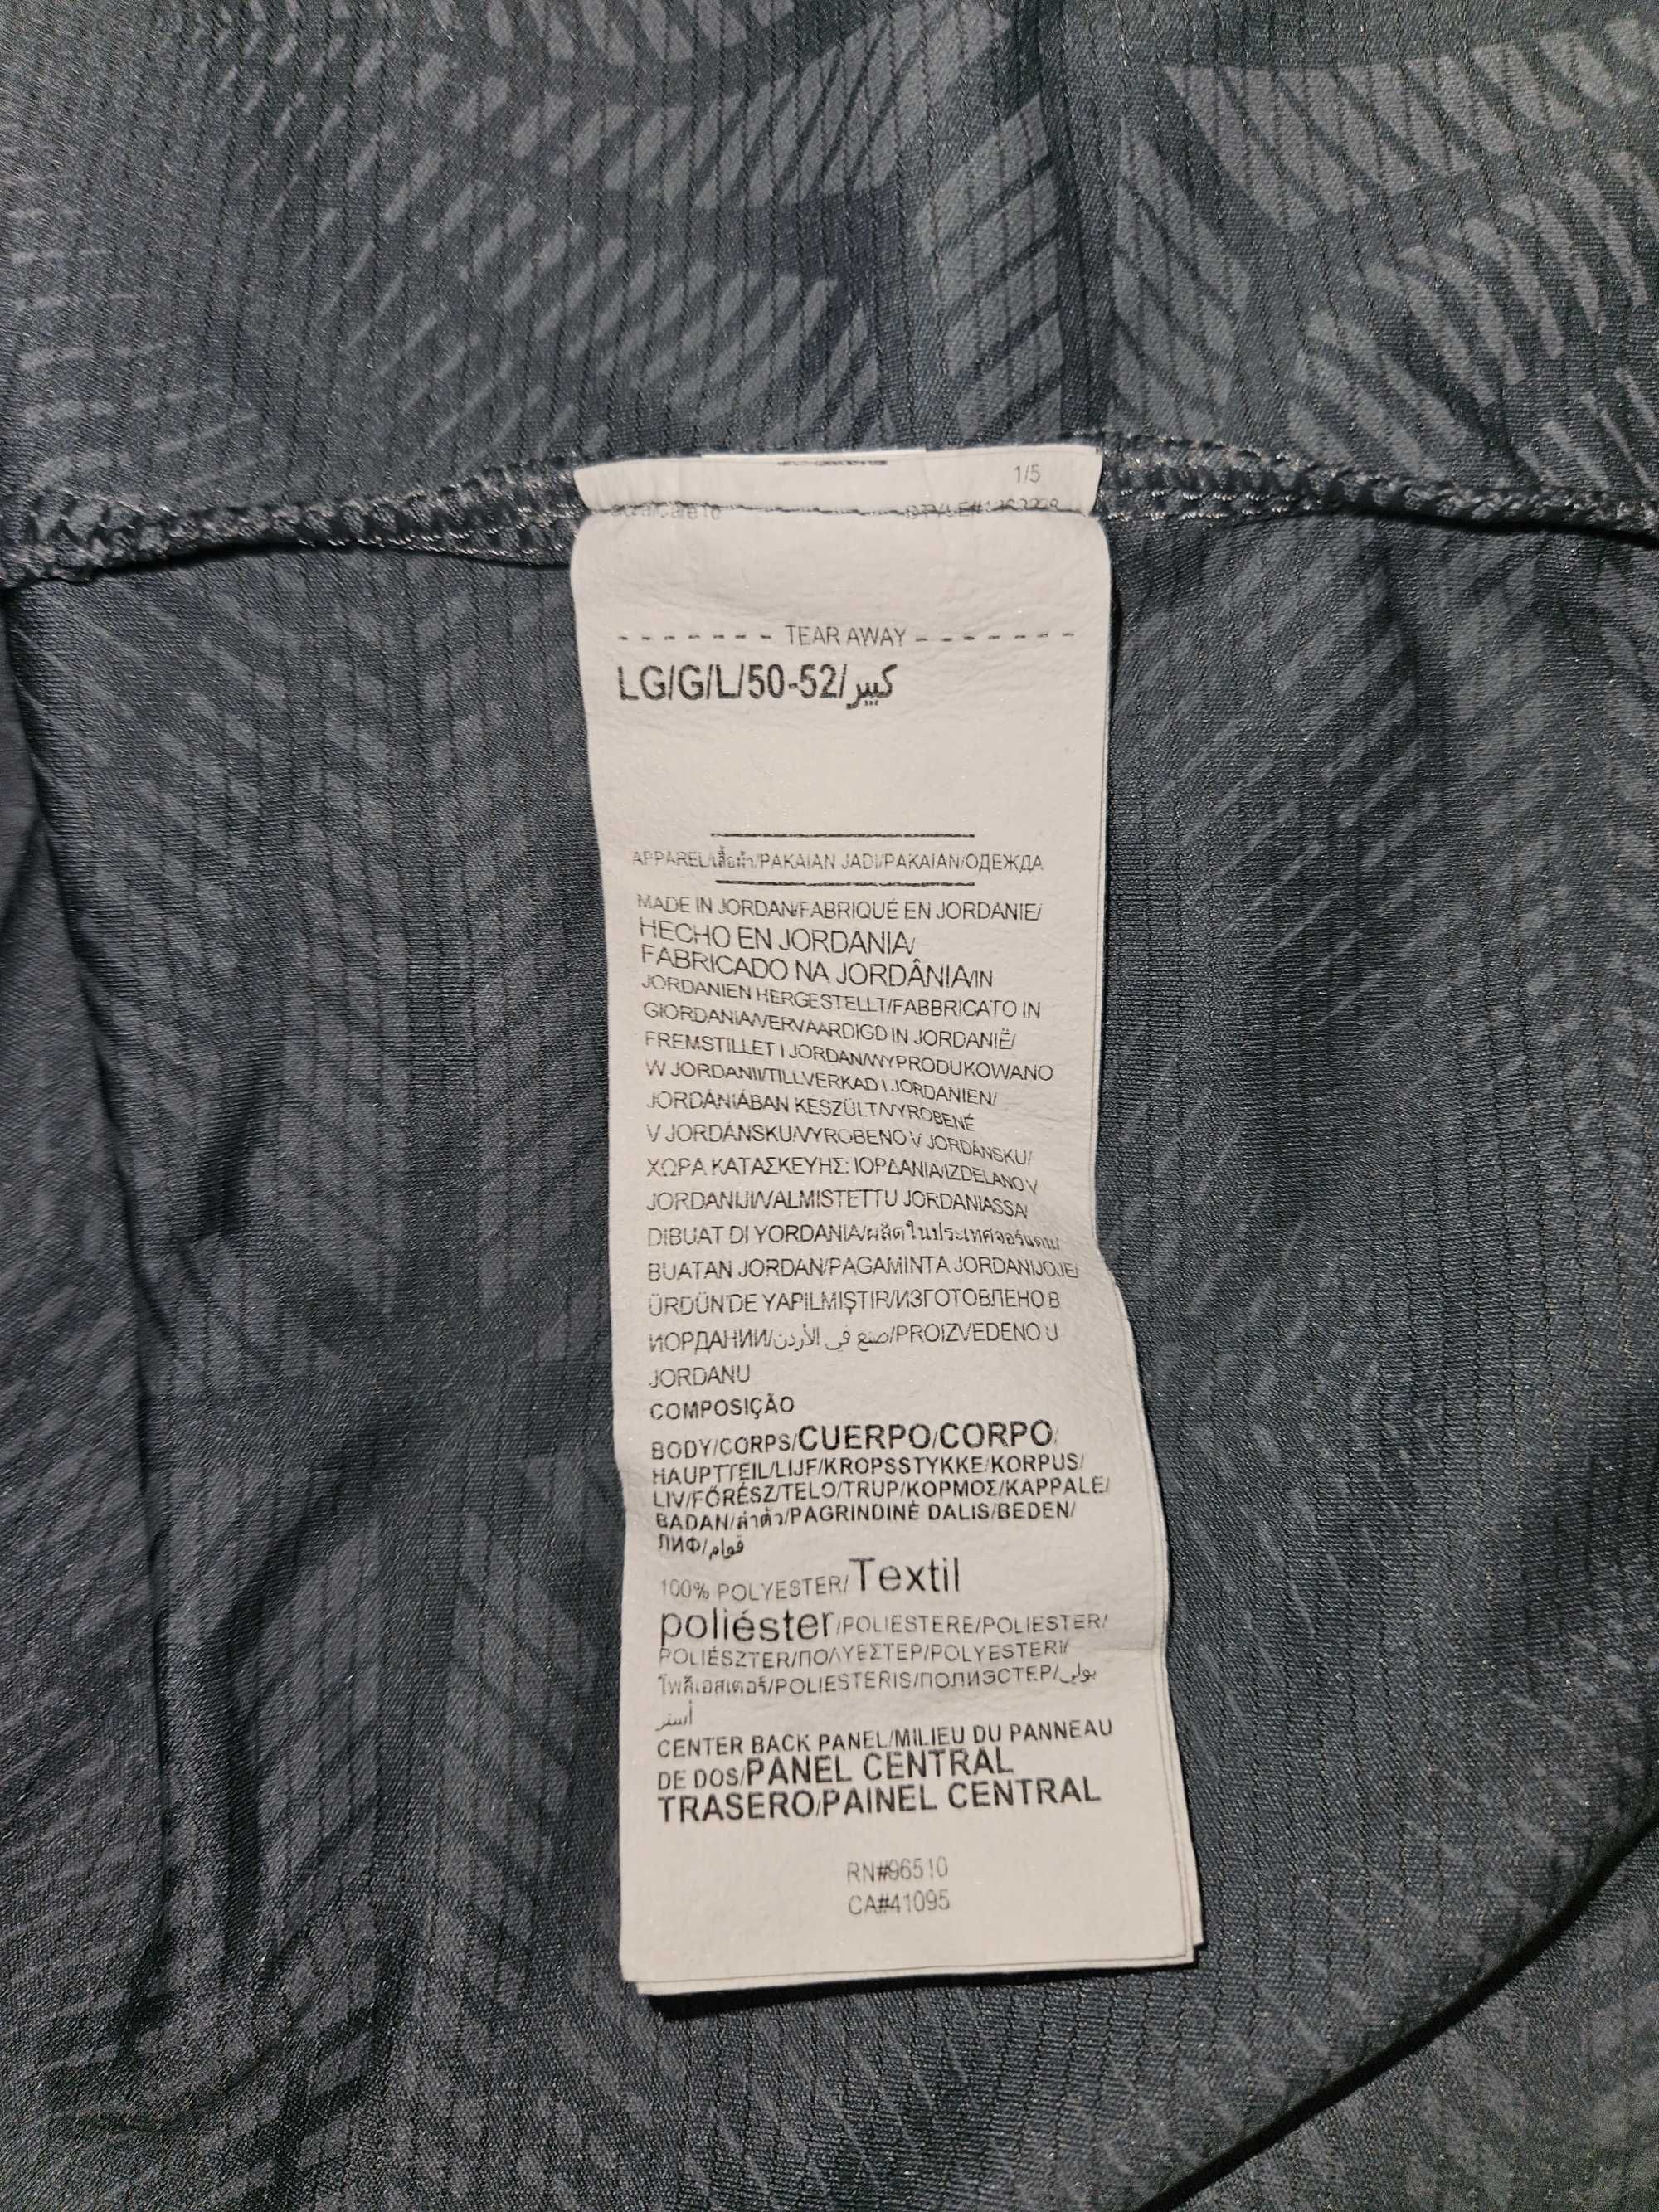 1/5
TEAR AWAY
LG/G/L/50-52/كبير
APPAREL/เสื้อผ้า/PAKAIAN JADI/PAKAIAN/ОДЕЖДА
MADE IN JORDAN/FABRIQUÉ EN JORDANIE/
HECHO EN JORDANIA/
FABRICADO NA JORDÂNIA/IN
JORDANIEN HERGESTELLT/FABBRICATO IN
GIORDANIA/VERVAARDIGD IN JORDANIË/
FREMSTILLET I JORDAN/WYPRODUKOWANO
W JORDANII/TILLVERKAD I JORDANIEN/
JORDÁNIÁBAN KÉSZÜLT/VYROBENÉ
V JORDÁNSKU/VYROBENO V JORDÁNSKU/
ΧΩΡΑ ΚΑΤΑΣΚΕΥΗΣ: ΙΟΡΔΑΝΙΑ/IZDELANO V
JORDANIJI/VALMISTETTU JORDANIASSA/
DIBUAT DI YORDANIA/ผลิตในประเทศจอร์แดน/
BUATAN JORDAN/PAGAMINTA JORDANIJOJE/
ÜRDÜN'DE YAPILMIŞTIR/ИЗГОТОВЛЕНО В
ИОРДАНИИ/صنع في الأردن/PROIZVEDENO U
JORDANU
COMPOSIÇÃO
BODY/CORPS/CUERPO/CORPO/
HAUPTTEIL/LIJF/KROPSSTYKKE/KORPUS/
LIV/FŐRÉSZ/TELO/TRUP/ΚΟΡΜΟΣ/KAPPALE/
BADAN/ลำตัว/PAGRINDINĖ DALIS/BEDEN/
ЛИФ/قوام
100% POLYESTER/Textil
poliéster/POLIESTERE/POLIESTER/
POLIÉSZTER/ΠΟΛΥΕΣΤΕΡ/POLYESTERI/
โพลีเอสเตอร์/POLIESTERIS/ПОЛИЭСТЕР/بولي
أستر
CENTER BACK PANEL/MILIEU DU PANNEAU
DE DOS/PANEL CENTRAL
TRASERO/PAINEL CENTRAL
RN#96510
CA#41095